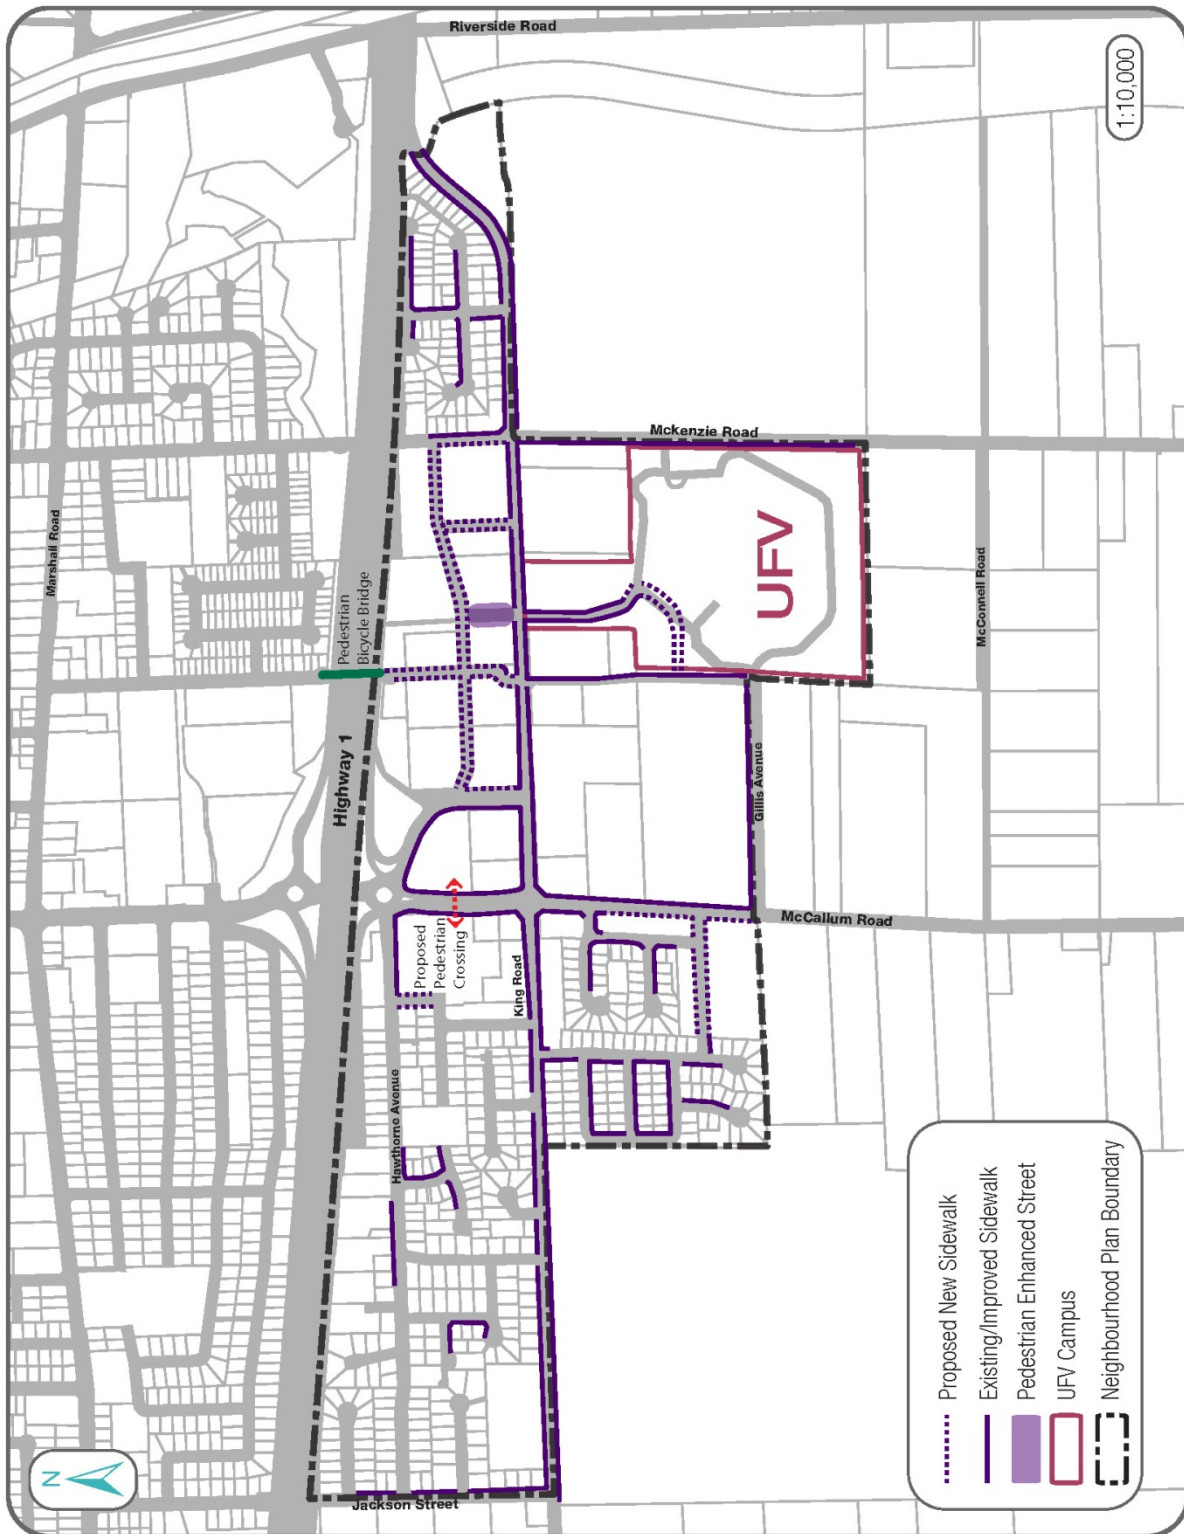 Riverside Road
1:10,000
Marshall Road
Mckenzie Road
UFV
McConnell Road
Pedestrian
Bicycle Bridge
Highway 1
Gillis Avenue
McCallum Road
Proposed
Pedestrian
Crossing
King Road
Hawthorne Avenue
Jackson Street
N
Proposed New Sidewalk
Existing/Improved Sidewalk
Pedestrian Enhanced Street
UFV Campus
Neighbourhood Plan Boundary